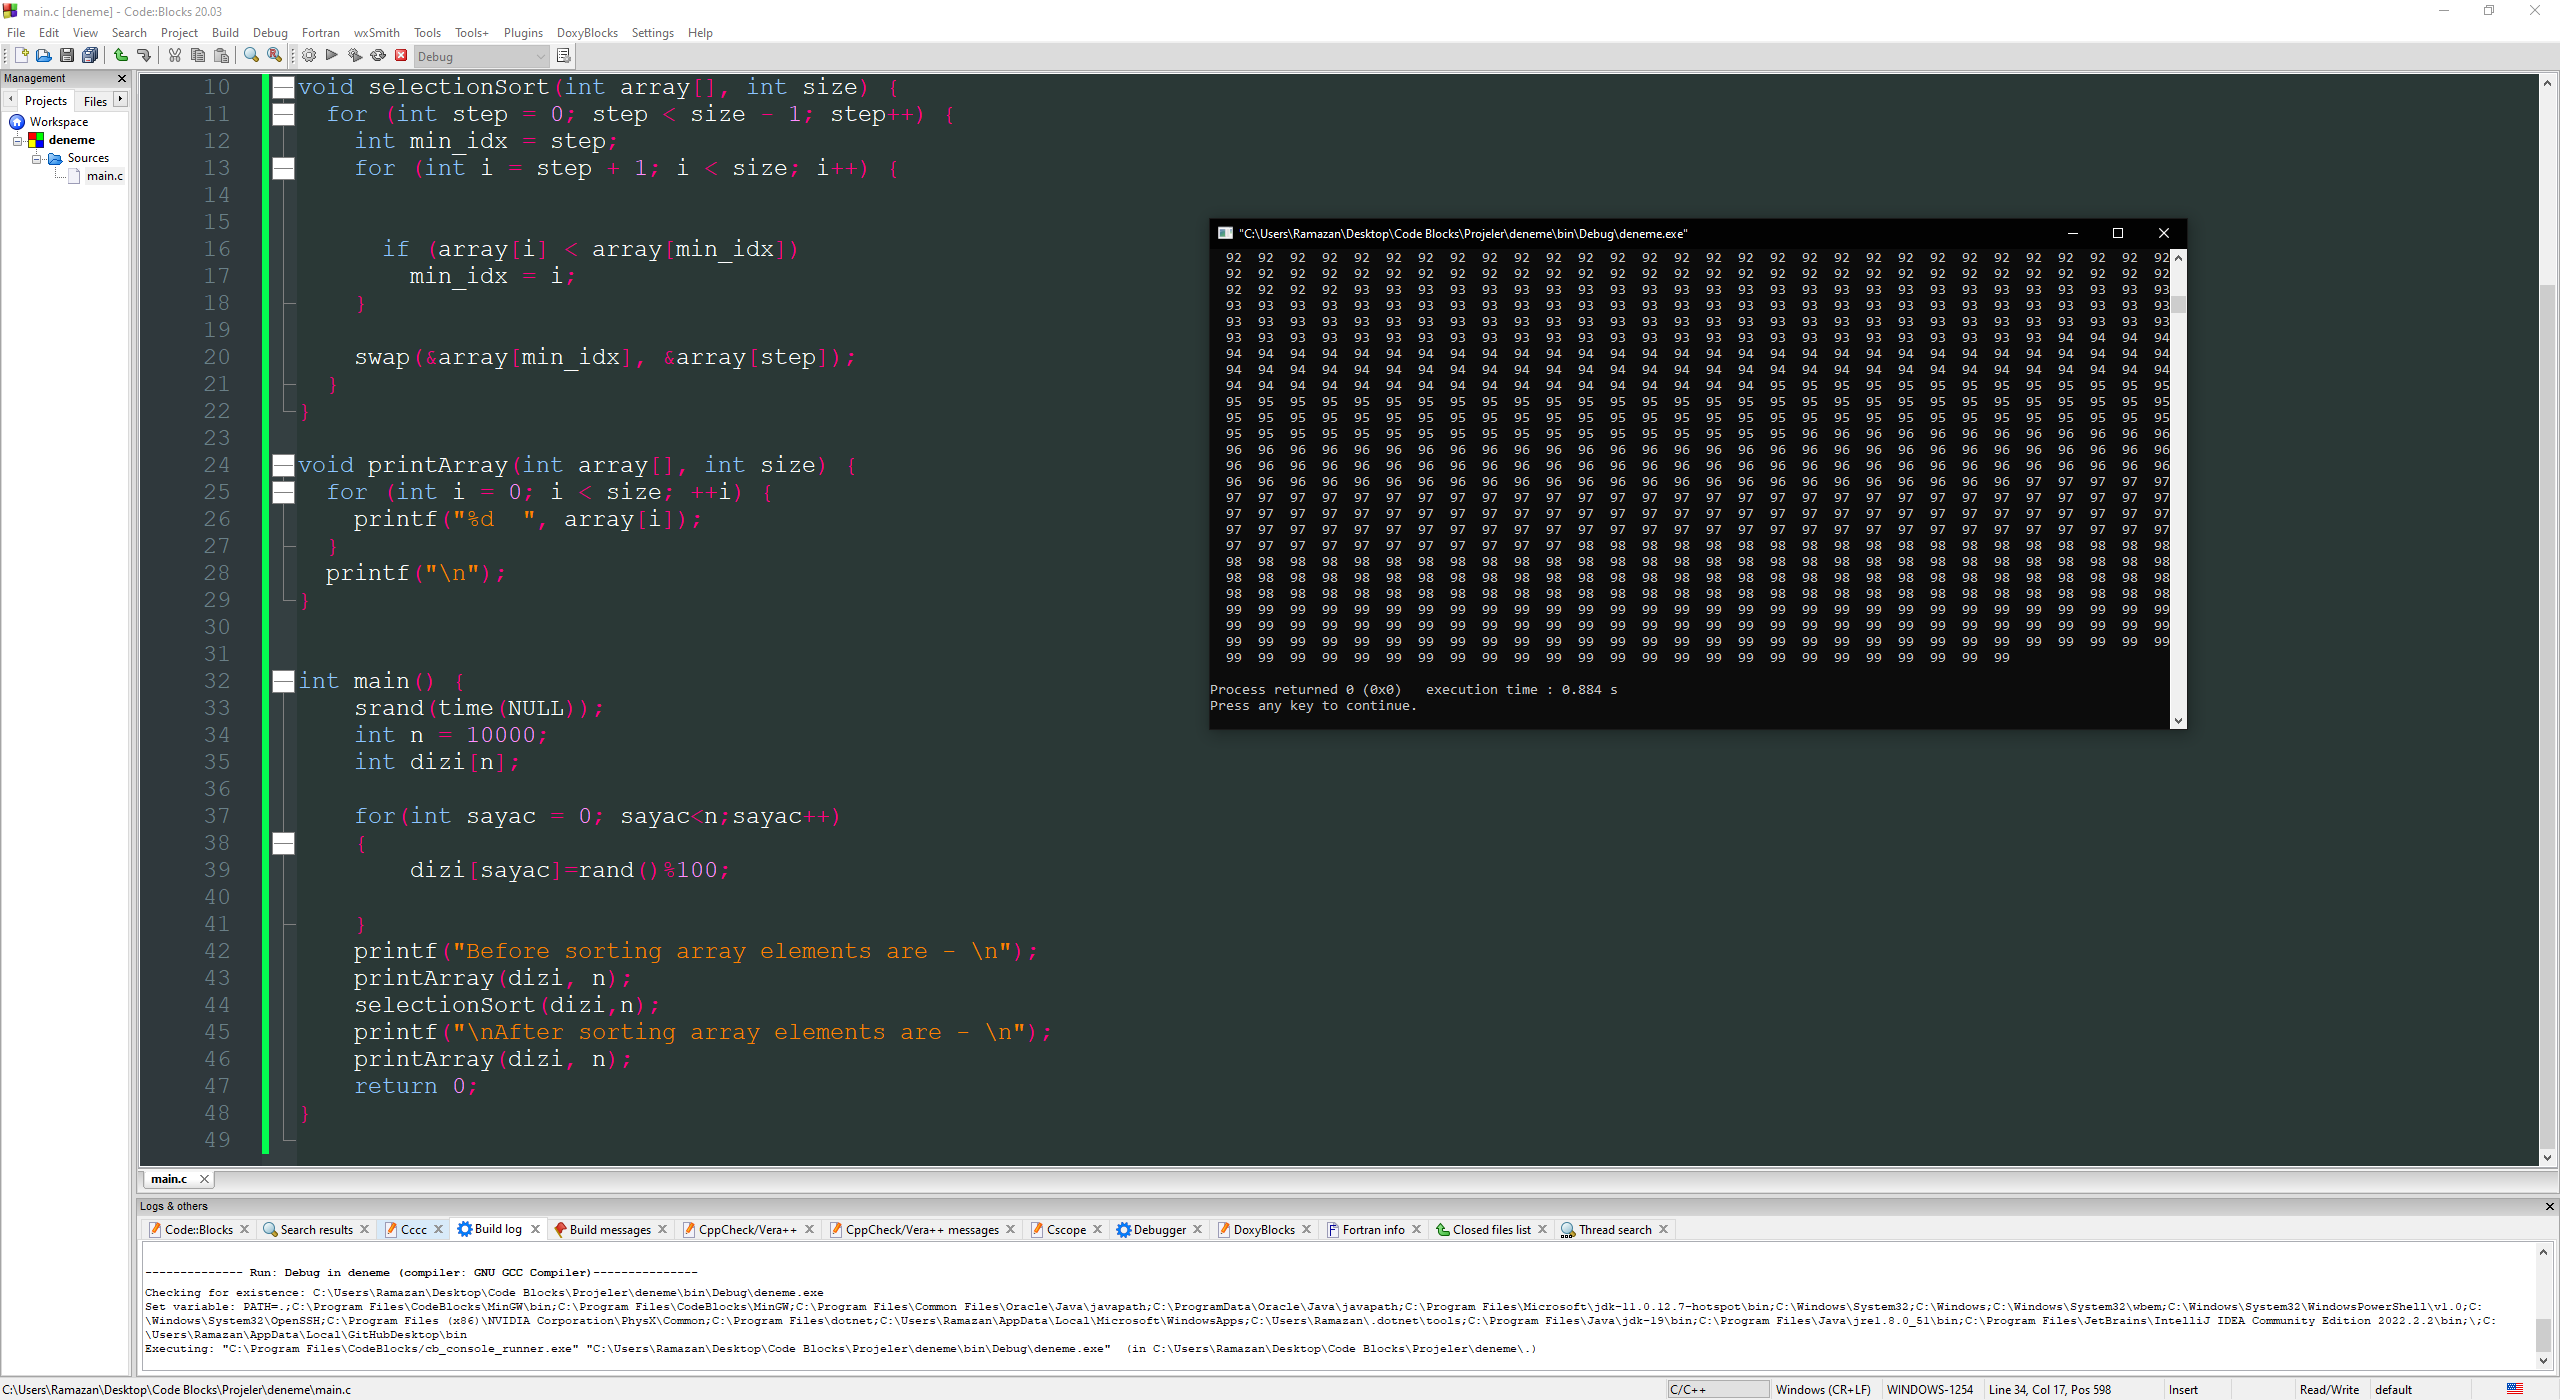 main.c [deneme] - Code::Blocks 20.03
File Edit View Search Project Build Debug Fortran wxSmith Tools Tools+ Plugins DoxyBlocks Settings Help
Debug
Management
Projects Files
Workspace
deneme
Sources
main.c
10 void selectionSort(int array[], int size) {
11 for (int step = 0; step < size - 1; step++) {
12 int min_idx = step;
13 for (int i = step + 1; i < size; i++) {
14
15
16 if (array[i] < array[min_idx])
17 min_idx = i;
18 }
19
20 swap(&array[min_idx], &array[step]);
21 }
22 }
23
24 void printArray(int array[], int size) {
25 for (int i = 0; i < size; ++i) {
26 printf("%d  ", array[i]);
27 }
28 printf("\n");
29 }
30
31
32 int main() {
33 srand(time(NULL));
34 int n = 10000;
35 int dizi[n];
36
37 for(int sayac = 0; sayac<n;sayac++)
38 {
39 dizi[sayac]=rand()%100;
40
41 }
42 printf("Before sorting array elements are - \n");
43 printArray(dizi, n);
44 selectionSort(dizi,n);
45 printf("\nAfter sorting array elements are - \n");
46 printArray(dizi, n);
47 return 0;
48 }
49
"C:\Users\Ramazan\Desktop\Code Blocks\Projeler\deneme\bin\Debug\deneme.exe"
92 92 92 92 92 92 92 92 92 92 92 92 92 92 92 92 92 92 92 92 92 92 92 92 92 92 92 92 92 92
92 92 92 92 92 92 92 92 92 92 92 92 92 92 92 92 92 92 92 92 92 92 92 92 92 92 92 92 92 92
92 92 92 92 93 93 93 93 93 93 93 93 93 93 93 93 93 93 93 93 93 93 93 93 93 93 93 93 93 93
93 93 93 93 93 93 93 93 93 93 93 93 93 93 93 93 93 93 93 93 93 93 93 93 93 93 93 93 93 93
93 93 93 93 93 93 93 93 93 93 93 93 93 93 93 93 93 93 93 93 93 93 93 93 93 93 93 93 93 93
93 93 93 93 93 93 93 93 93 93 93 93 93 93 93 93 93 93 93 93 93 93 93 93 93 93 94 94 94 94
94 94 94 94 94 94 94 94 94 94 94 94 94 94 94 94 94 94 94 94 94 94 94 94 94 94 94 94 94 94
94 94 94 94 94 94 94 94 94 94 94 94 94 94 94 94 94 94 94 94 94 94 94 94 94 94 94 94 94 94
94 94 94 94 94 94 94 94 94 94 94 94 94 94 94 94 94 95 95 95 95 95 95 95 95 95 95 95 95 95
95 95 95 95 95 95 95 95 95 95 95 95 95 95 95 95 95 95 95 95 95 95 95 95 95 95 95 95 95 95
95 95 95 95 95 95 95 95 95 95 95 95 95 95 95 95 95 95 95 95 95 95 95 95 95 95 95 95 95 95
95 95 95 95 95 95 95 95 95 95 95 95 95 95 95 95 95 95 96 96 96 96 96 96 96 96 96 96 96 96
96 96 96 96 96 96 96 96 96 96 96 96 96 96 96 96 96 96 96 96 96 96 96 96 96 96 96 96 96 96
96 96 96 96 96 96 96 96 96 96 96 96 96 96 96 96 96 96 96 96 96 96 96 96 96 96 96 96 96 96
96 96 96 96 96 96 96 96 96 96 96 96 96 96 96 96 96 96 96 96 96 96 96 96 96 97 97 97 97 97
97 97 97 97 97 97 97 97 97 97 97 97 97 97 97 97 97 97 97 97 97 97 97 97 97 97 97 97 97 97
97 97 97 97 97 97 97 97 97 97 97 97 97 97 97 97 97 97 97 97 97 97 97 97 97 97 97 97 97 97
97 97 97 97 97 97 97 97 97 97 97 97 97 97 97 97 97 97 97 97 97 97 97 97 97 97 97 97 97 97
97 97 97 97 97 97 97 97 97 97 97 98 98 98 98 98 98 98 98 98 98 98 98 98 98 98 98 98 98 98
98 98 98 98 98 98 98 98 98 98 98 98 98 98 98 98 98 98 98 98 98 98 98 98 98 98 98 98 98 98
98 98 98 98 98 98 98 98 98 98 98 98 98 98 98 98 98 98 98 98 98 98 98 98 98 98 98 98 98 98
98 98 98 98 98 98 98 98 98 98 98 98 98 98 98 98 98 98 98 98 98 98 98 98 98 98 98 98 98 98
99 99 99 99 99 99 99 99 99 99 99 99 99 99 99 99 99 99 99 99 99 99 99 99 99 99 99 99 99 99
99 99 99 99 99 99 99 99 99 99 99 99 99 99 99 99 99 99 99 99 99 99 99 99 99 99 99 99 99 99
99 99 99 99 99 99 99 99 99 99 99 99 99 99 99 99 99 99 99 99 99 99 99 99 99 99 99 99 99 99
99 99 99 99 99 99 99 99 99 99 99 99 99 99 99 99 99 99 99 99 99 99 99 99 99
Process returned 0 (0x0)   execution time : 0.884 s
Press any key to continue.
main.c
Logs & others
Code::Blocks Search results Cccc Build log Build messages CppCheck/Vera++ CppCheck/Vera++ messages Cscope Debugger DoxyBlocks Fortran info Closed files list Thread search
-------------- Run: Debug in deneme (compiler: GNU GCC Compiler)---------------
Checking for existence: C:\Users\Ramazan\Desktop\Code Blocks\Projeler\deneme\bin\Debug\deneme.exe
Set variable: PATH=.;C:\Program Files\CodeBlocks\MinGW\bin;C:\Program Files\CodeBlocks\MinGW;C:\Program Files\Common Files\Oracle\Java\javapath;C:\ProgramData\Oracle\Java\javapath;C:\Program Files\Microsoft\jdk-11.0.12.7-hotspot\bin;C:\Windows\System32;C:\Windows;C:\Windows\System32\wbem;C:\Windows\System32\WindowsPowerShell\v1.0;C:
\Windows\System32\OpenSSH;C:\Program Files (x86)\NVIDIA Corporation\PhysX\Common;C:\Program Files\dotnet;C:\Users\Ramazan\AppData\Local\Microsoft\WindowsApps;C:\Users\Ramazan\.dotnet\tools;C:\Program Files\Java\jdk-19\bin;C:\Program Files\Java\jre1.8.0_51\bin;C:\Program Files\JetBrains\IntelliJ IDEA Community Edition 2022.2.2\bin;\;C:
\Users\Ramazan\AppData\Local\GitHubDesktop\bin
Executing: "C:\Program Files\CodeBlocks/cb_console_runner.exe" "C:\Users\Ramazan\Desktop\Code Blocks\Projeler\deneme\bin\Debug\deneme.exe"  (in C:\Users\Ramazan\Desktop\Code Blocks\Projeler\deneme\.)
C:\Users\Ramazan\Desktop\Code Blocks\Projeler\deneme\main.c C/C++ Windows (CR+LF) WINDOWS-1254 Line 34, Col 17, Pos 598 Insert Read/Write default